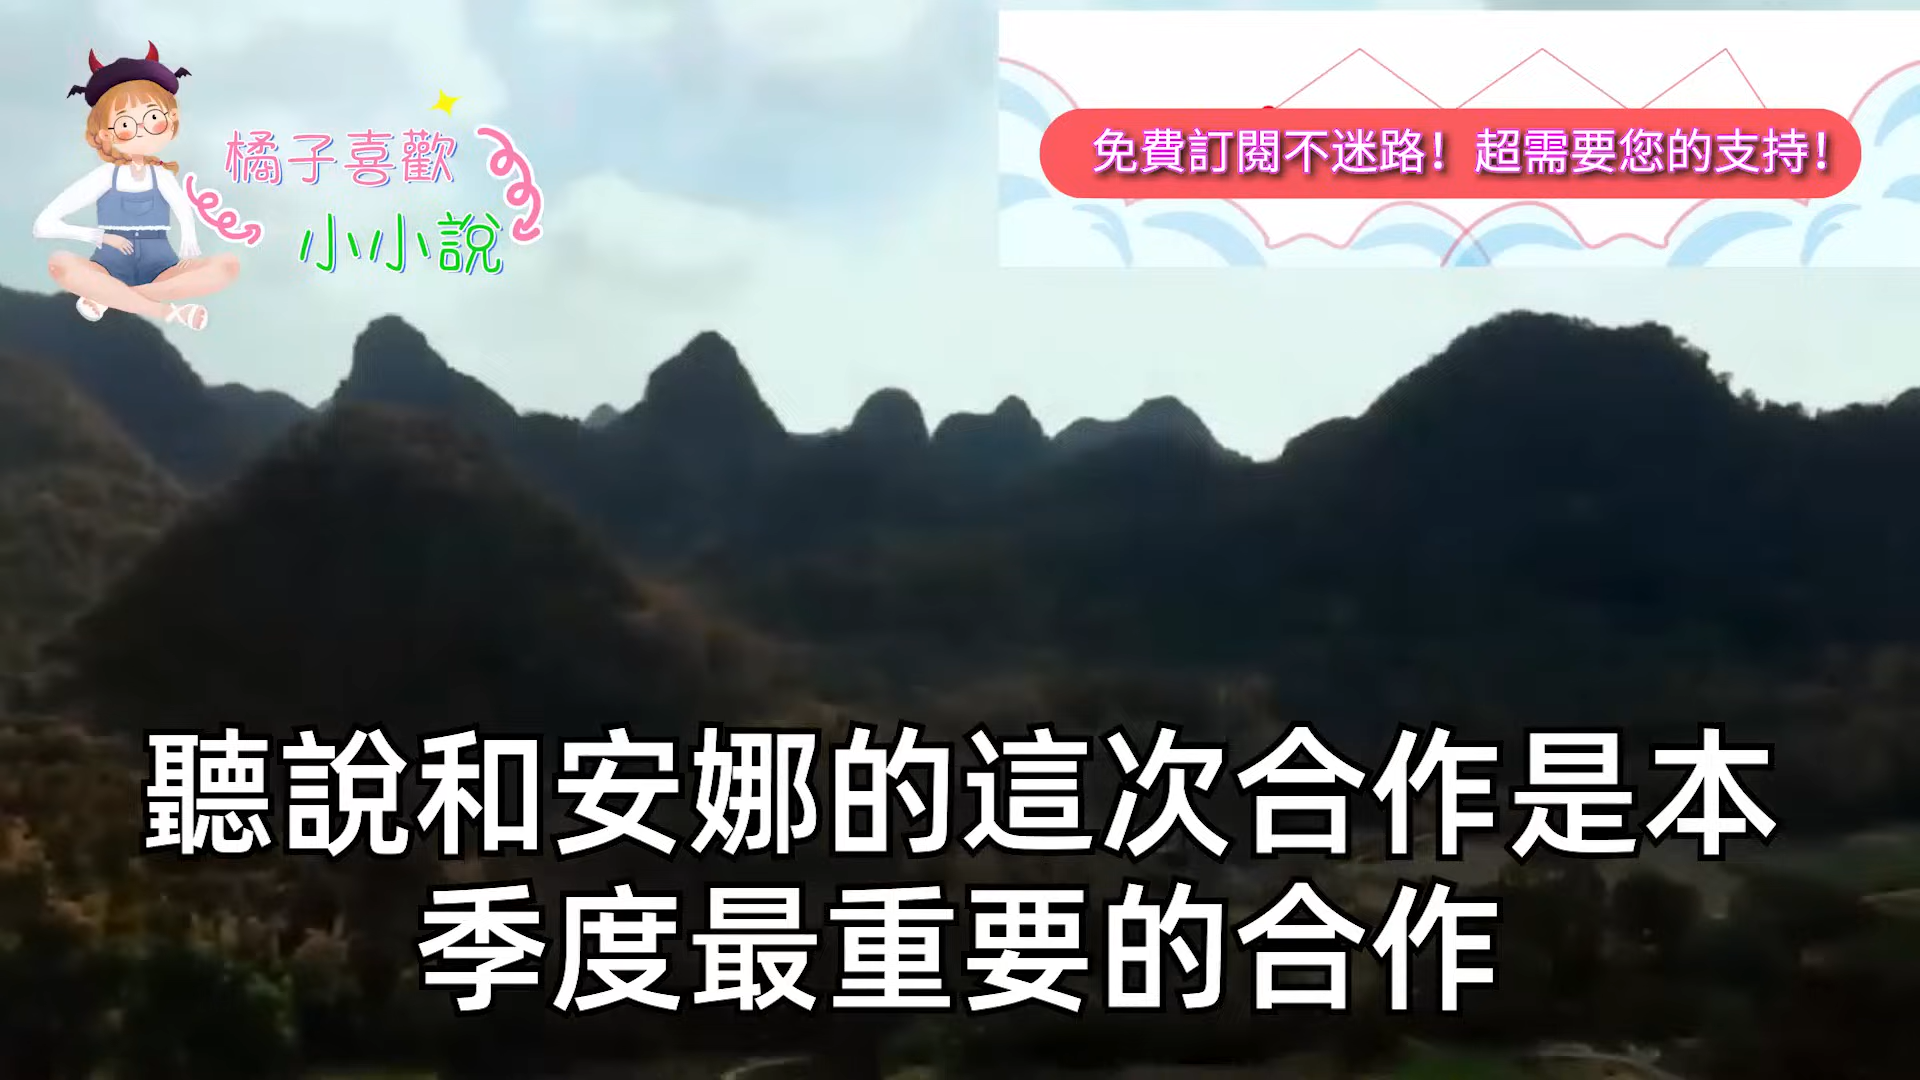 橘子喜歡
小小說
免費訂閱不迷路！超需要您的支持！
聽說和安娜的這次合作是本
季度最重要的合作